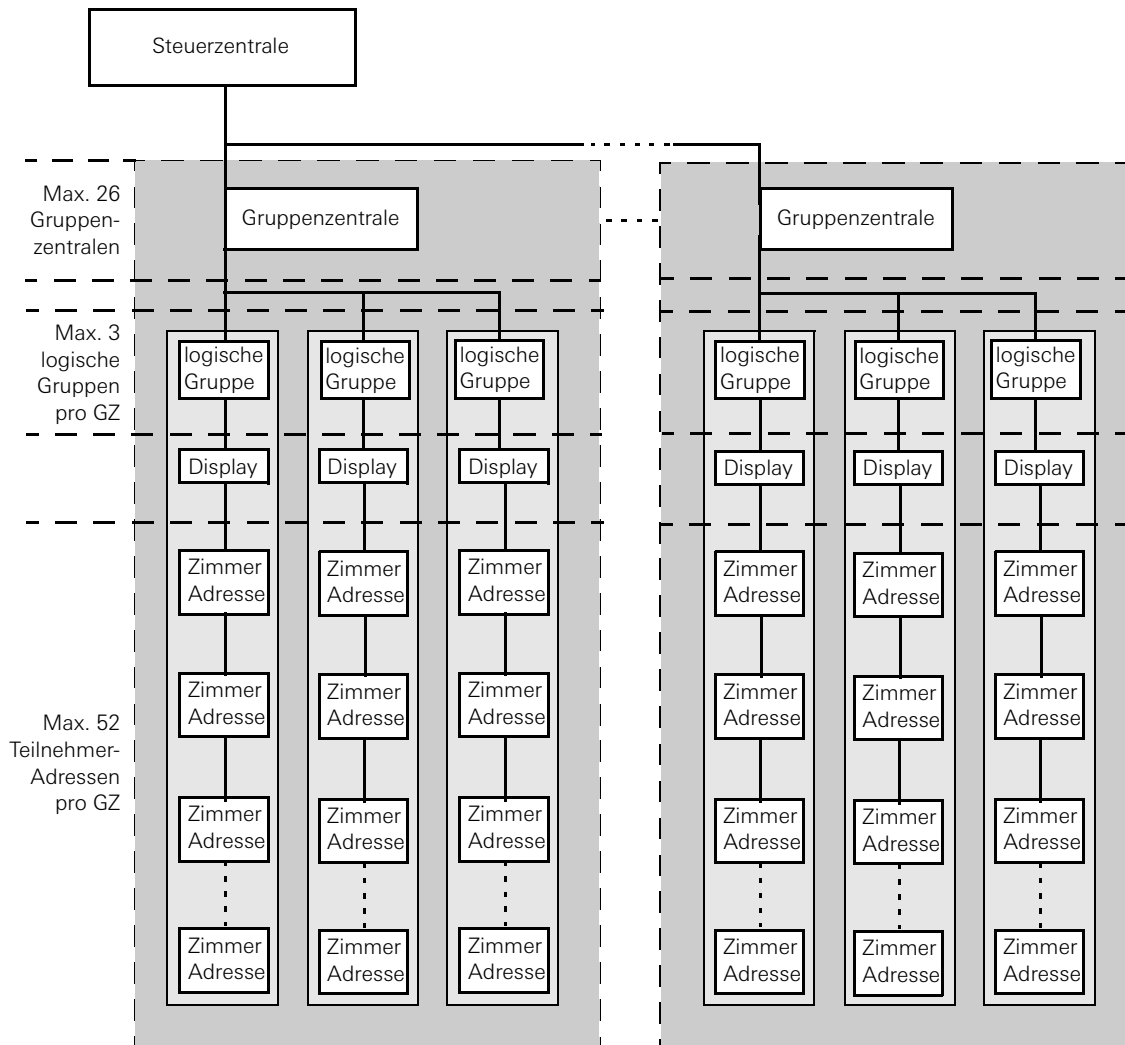 Steuerzentrale
Max. 26
Gruppen-
zentralen
Gruppenzentrale
Gruppenzentrale
Max. 3
logische
Gruppen
pro GZ
logische
Gruppe
logische
Gruppe
logische
Gruppe
logische
Gruppe
logische
Gruppe
logische
Gruppe
Display
Display
Display
Display
Display
Display
Max. 52
Teilnehmer-
Adressen
pro GZ
Zimmer
Adresse
Zimmer
Adresse
Zimmer
Adresse
Zimmer
Adresse
Zimmer
Adresse
Zimmer
Adresse
Zimmer
Adresse
Zimmer
Adresse
Zimmer
Adresse
Zimmer
Adresse
Zimmer
Adresse
Zimmer
Adresse
Zimmer
Adresse
Zimmer
Adresse
Zimmer
Adresse
Zimmer
Adresse
Zimmer
Adresse
Zimmer
Adresse
Zimmer
Adresse
Zimmer
Adresse
Zimmer
Adresse
Zimmer
Adresse
Zimmer
Adresse
Zimmer
Adresse